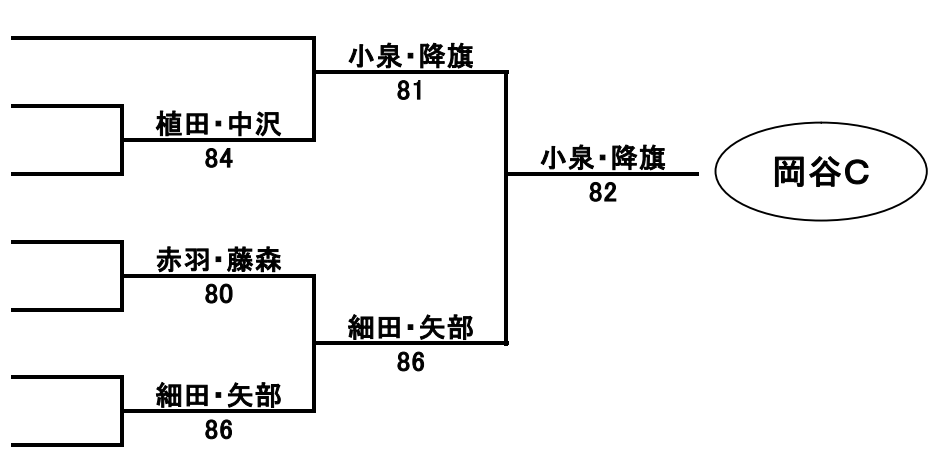 小泉・降旗
81
植田・中沢
84
小泉・降旗
82
岡谷C
赤羽・藤森
80
細田・矢部
86
細田・矢部
86